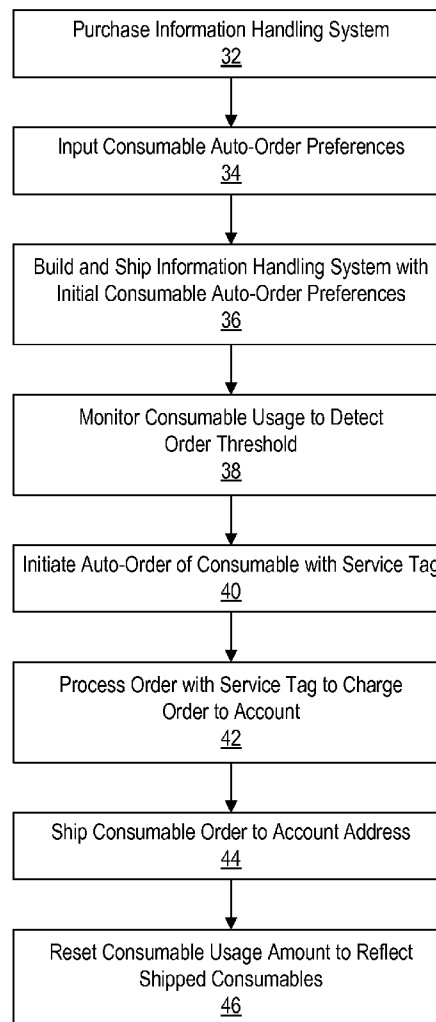 Purchase Information Handling System
32
Input Consumable Auto-Order Preferences
34
Build and Ship Information Handling System with
Initial Consumable Auto-Order Preferences
36
Monitor Consumable Usage to Detect
Order Threshold
38
Initiate Auto-Order of Consumable with Service Tag
40
Process Order with Service Tag to Charge
Order to Account
42
Ship Consumable Order to Account Address
44
Reset Consumable Usage Amount to Reflect
Shipped Consumables
46